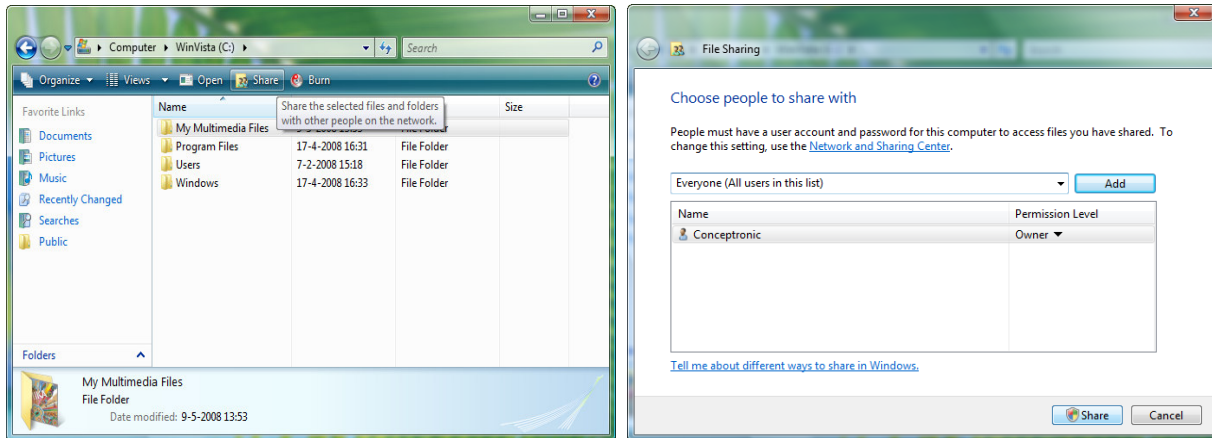 Computer ▸ WinVista (C:) ▸
Search
Organize
Views
Open
Share
Burn
Favorite Links
Documents
Pictures
Music
Recently Changed
Searches
Public
Folders
Name
Size
Share the selected files and folders
with other people on the network.
My Multimedia Files
Program Files 17-4-2008 16:31 File Folder
Users 7-2-2008 15:18 File Folder
Windows 17-4-2008 16:33 File Folder
My Multimedia Files
File Folder
Date modified: 9-5-2008 13:53
File Sharing
Choose people to share with
People must have a user account and password for this computer to access files you have shared. To
change this setting, use the Network and Sharing Center.
Everyone (All users in this list)
Add
Name Permission Level
Conceptronic Owner
Tell me about different ways to share in Windows.
Share
Cancel